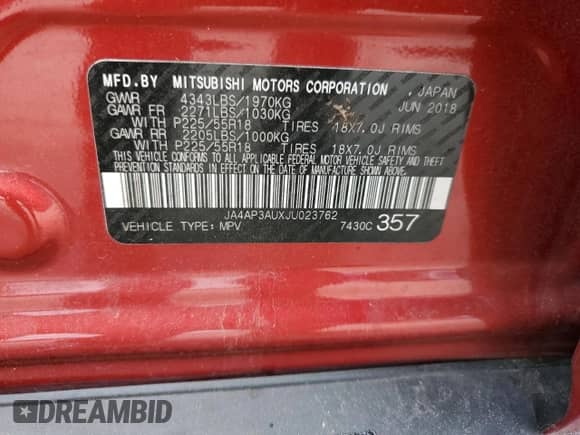 MFD.BY MITSUBISHI MOTORS CORPORATION , JAPAN
GVWR 4343LBS/1970KG JUN 2018
GAWR FR 2271LBS/1030KG
WITH P225/55R18 TIRES 18X7.0J RIMS
GAWR RR 2205LBS/1000KG
WITH P225/55R18 TIRES 18X7.0J RIMS
THIS VEHICLE CONFORMS TO ALL APPLICABLE FEDERAL MOTOR VEHICLE SAFETY AND THEFT
PREVENTION STANDARDS IN EFFECT ON THE DATE OF MANUFACTURE SHOWN ABOVE.
JA4AP3AUXJU023762
VEHICLE TYPE: MPV 7430C 357
DREAMBID